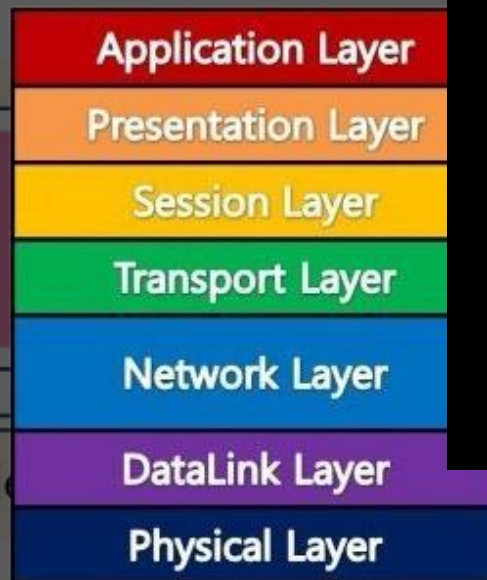 Application Layer
Presentation Layer
Session Layer
Transport Layer
Network Layer
DataLink Layer
Physical Layer